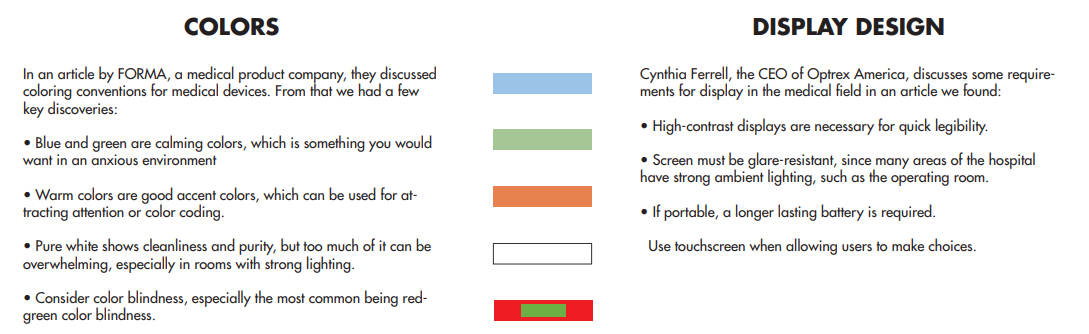 COLORS
In an article by FORMA, a medical product company, they discussed
coloring conventions for medical devices. From that we had a few
key discoveries:
• Blue and green are calming colors, which is something you would
want in an anxious environment
• Warm colors are good accent colors, which can be used for at-
tracting attention or color coding.
• Pure white shows cleanliness and purity, but too much of it can be
overwhelming, especially in rooms with strong lighting.
• Consider color blindness, especially the most common being red-
green color blindness.
DISPLAY DESIGN
Cynthia Ferrell, the CEO of Optrex America, discusses some require-
ments for display in the medical field in an article we found:
• High-contrast displays are necessary for quick legibility.
• Screen must be glare-resistant, since many areas of the hospital
have strong ambient lighting, such as the operating room.
• If portable, a longer lasting battery is required.
Use touchscreen when allowing users to make choices.